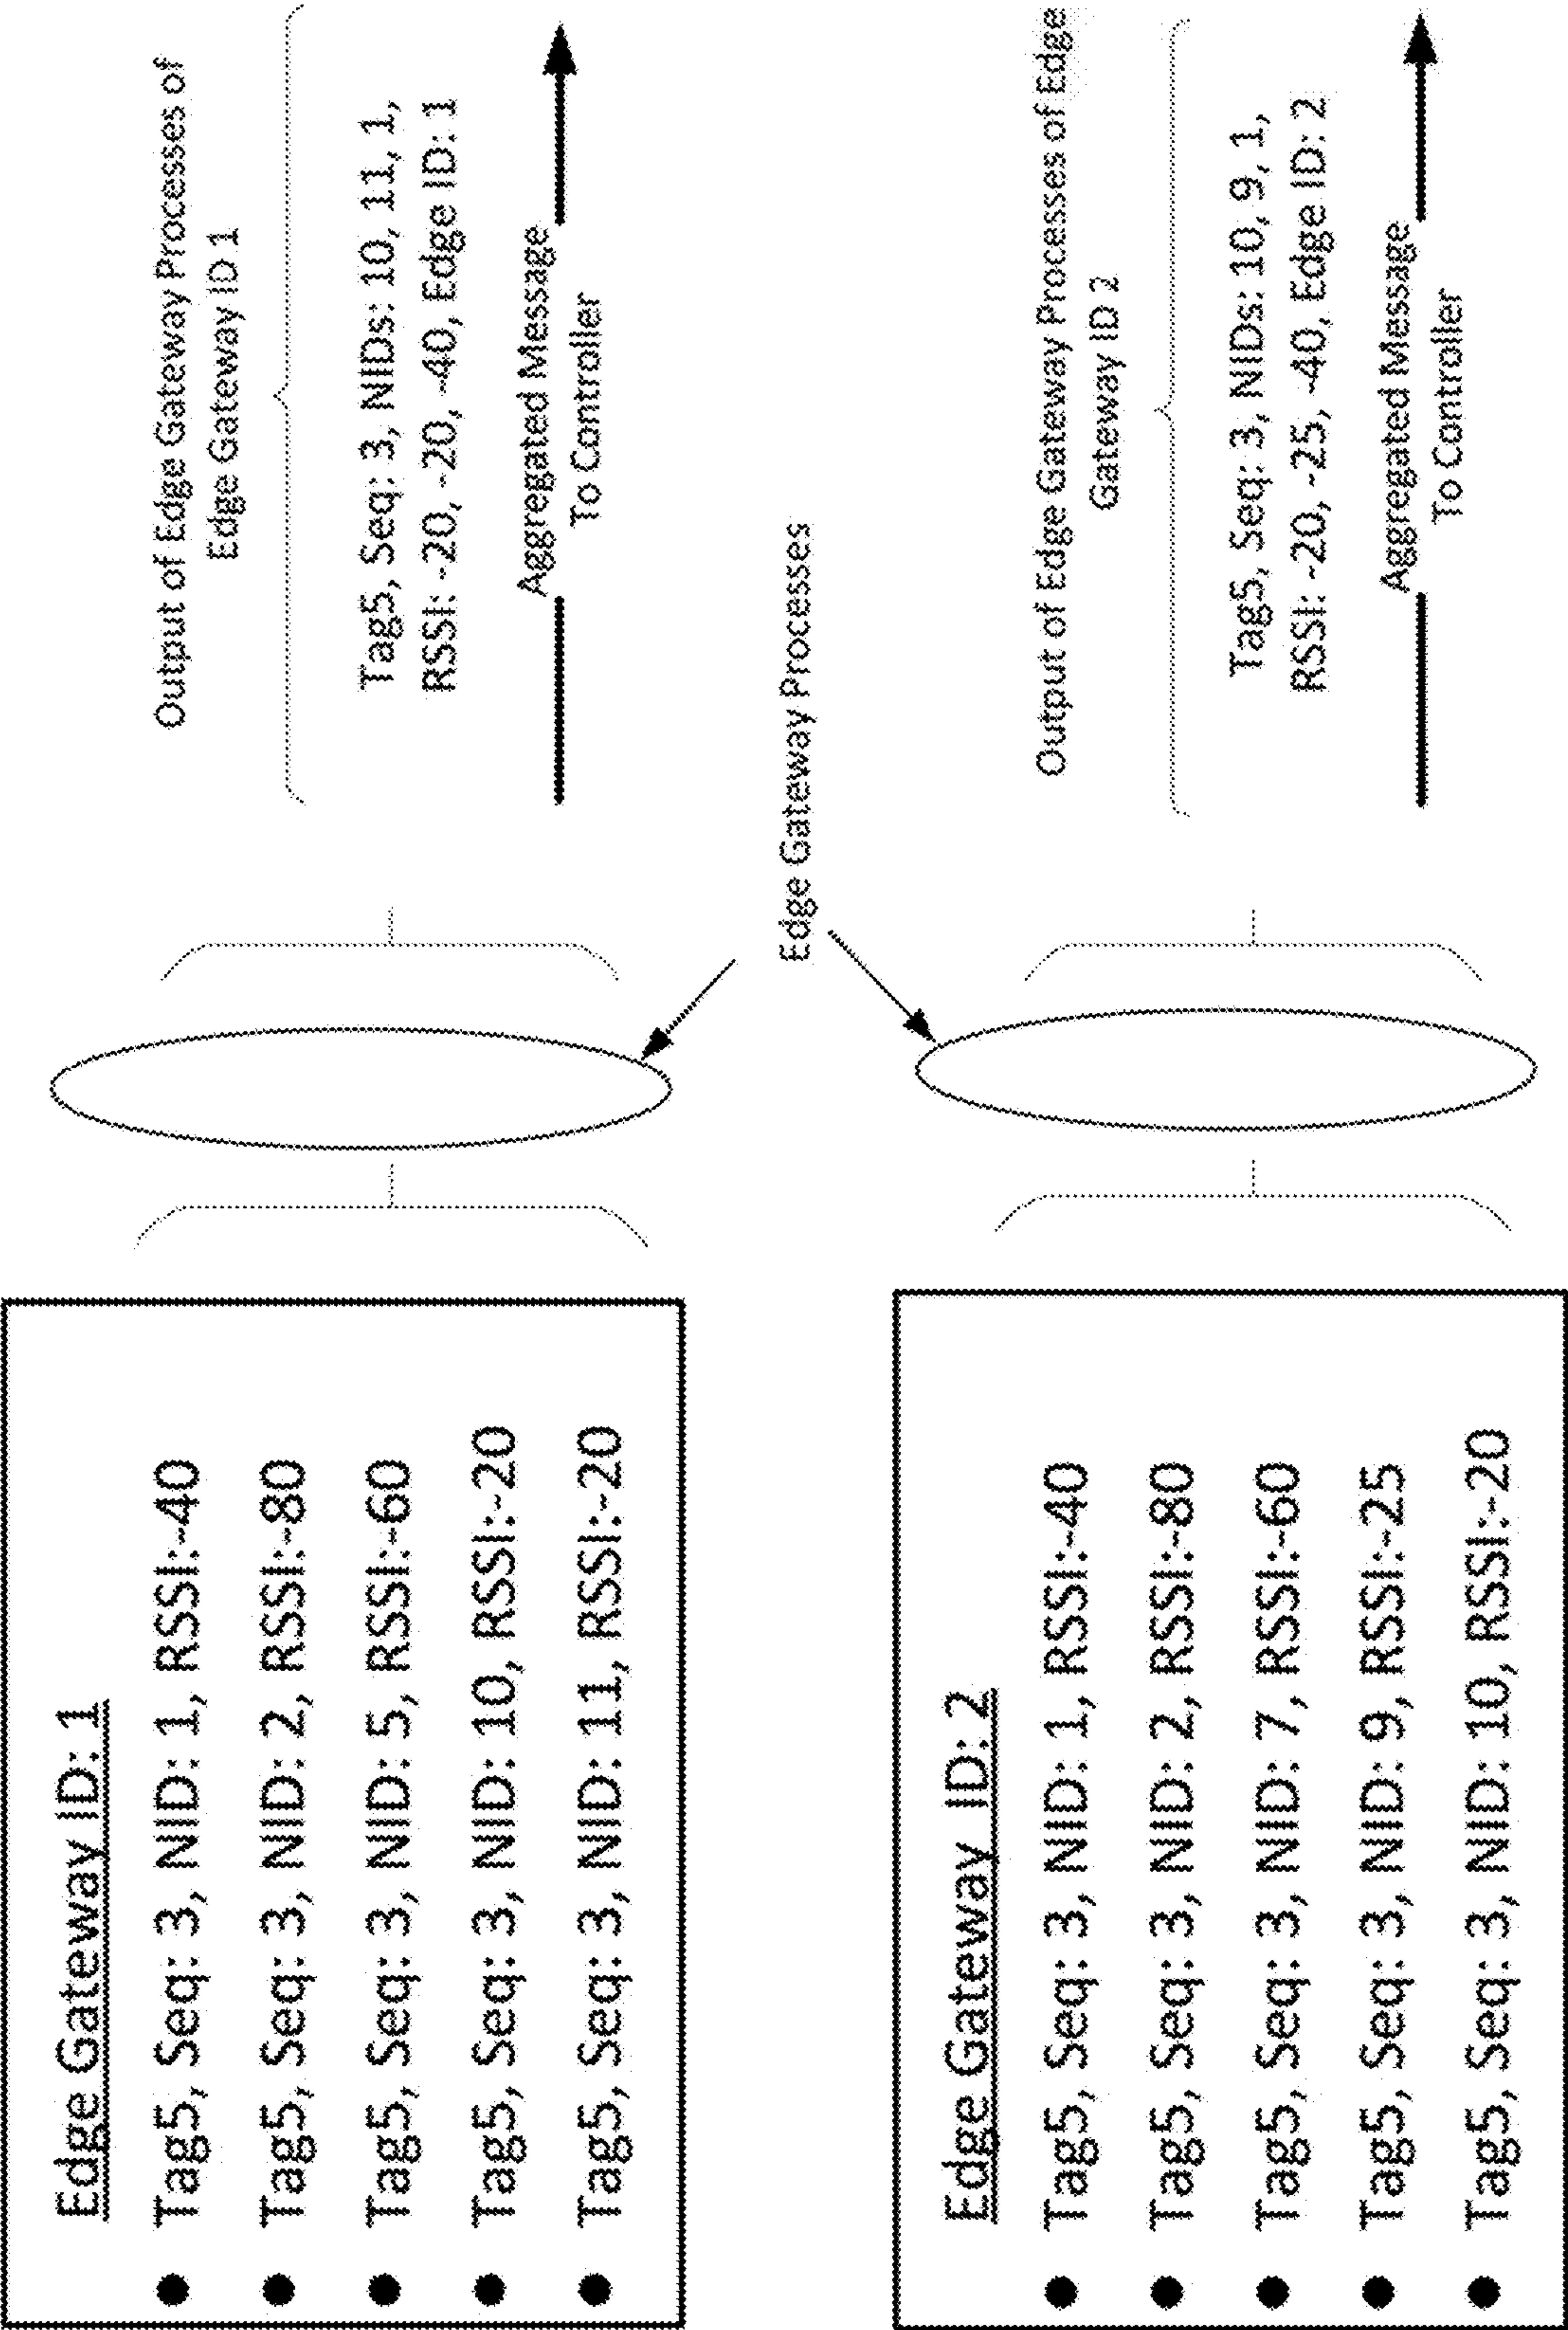 Edge Gateway ID: 1
Tag5, Seq: 3, NID: 1, RSSI:-40
Tag5, Seq: 3, NID: 2, RSSI:-80
Tag5, Seq: 3, NID: 5, RSSI:-60
Tag5, Seq: 3, NID: 10, RSSI:-20
Tag5, Seq: 3, NID: 11, RSSI:-20
Output of Edge Gateway Processes of
Edge Gateway ID 1
Tag5, Seq: 3, NIDs: 10, 11, 1,
RSSI: -20, -20, -40, Edge ID: 1
Aggregated Message
To Controller
Edge Gateway Processes
Edge Gateway ID: 2
Tag5, Seq: 3, NID: 1, RSSI:-40
Tag5, Seq: 3, NID: 2, RSSI:-80
Tag5, Seq: 3, NID: 7, RSSI:-60
Tag5, Seq: 3, NID: 9, RSSI:-25
Tag5, Seq: 3, NID: 10, RSSI:-20
Output of Edge Gateway Processes of Edge
Gateway ID 2
Tag5, Seq: 3, NIDs: 10, 9, 1,
RSSI: -20, -25, -40, Edge ID: 2
Aggregated Message
To Controller